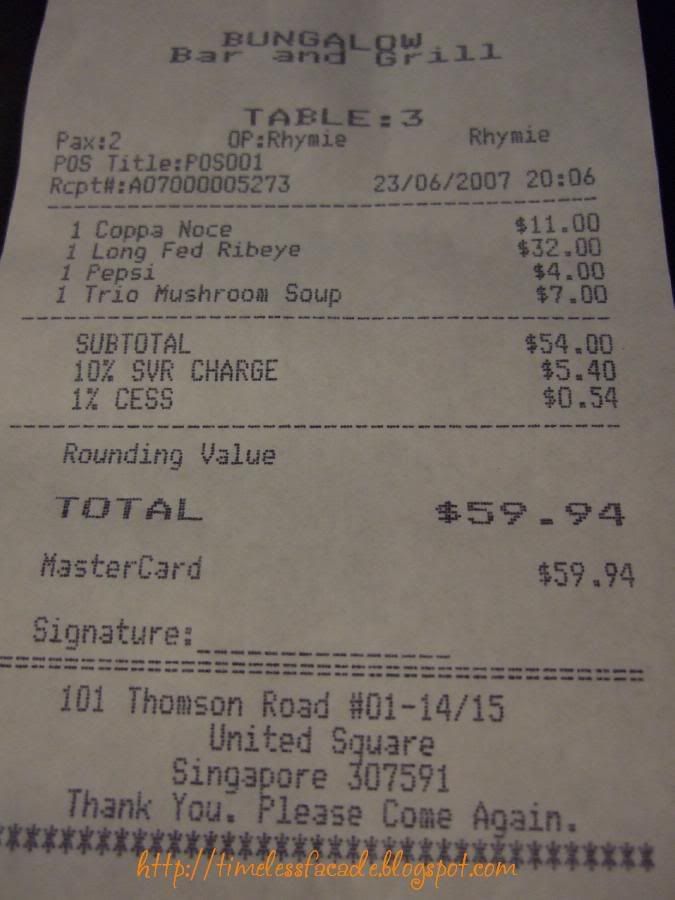 BUNGALOW
Bar and Grill
TABLE:3
Pax:2 OP:Rhymie Rhymie
POS Title:POS001
Rcpt#:A07000005273 23/06/2007 20:06
1 Coppa Noce $11.00
1 Long Fed Ribeye $32.00
1 Pepsi $4.00
1 Trio Mushroom Soup $7.00
SUBTOTAL $54.00
10% SVR CHARGE $5.40
1% CESS $0.54
Rounding Value
TOTAL $59.94
MasterCard $59.94
Signature:_______________
101 Thomson Road #01-14/15
United Square
Singapore 307591
Thank You. Please Come Again.
http://timelessfacade.blogspot.com